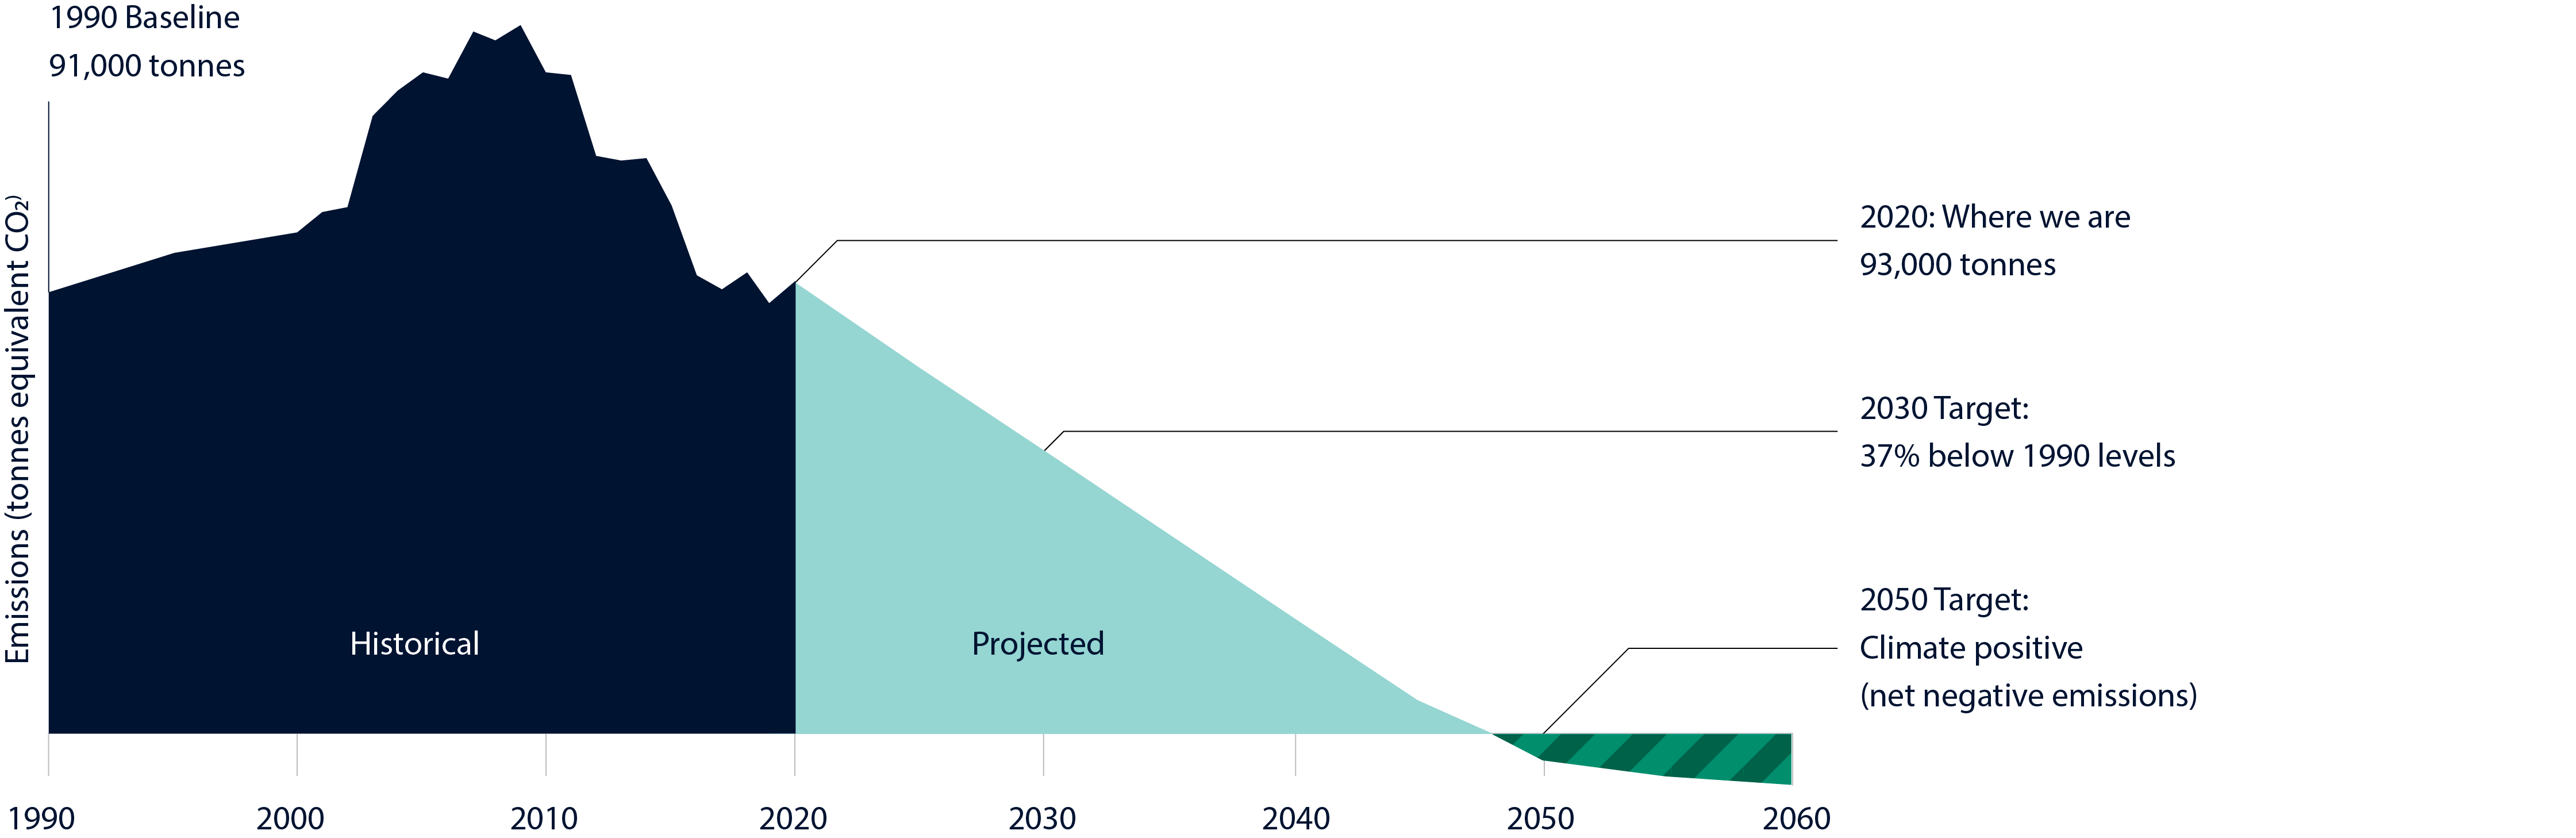 1990 Baseline
91,000 tonnes
Emissions (tonnes equivalent CO₂)
2020: Where we are
93,000 tonnes
2030 Target:
37% below 1990 levels
2050 Target:
Climate positive
(net negative emissions)
Historical
Projected
1990 2000 2010 2020 2030 2040 2050 2060